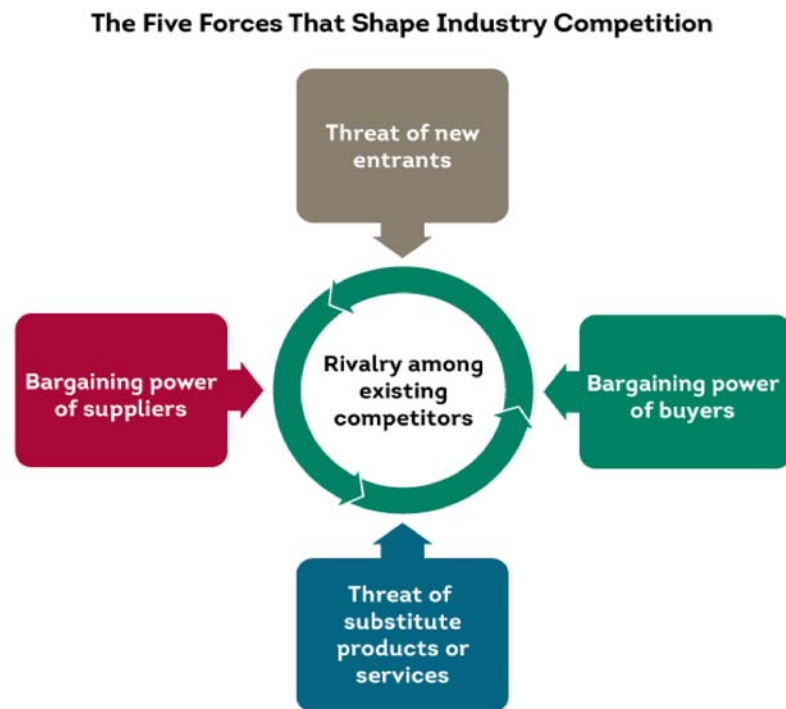 The Five Forces That Shape Industry Competition
Threat of new
entrants
Bargaining power
of suppliers
Rivalry among
existing
competitors
Bargaining power
of buyers
Threat of
substitute
products or
services